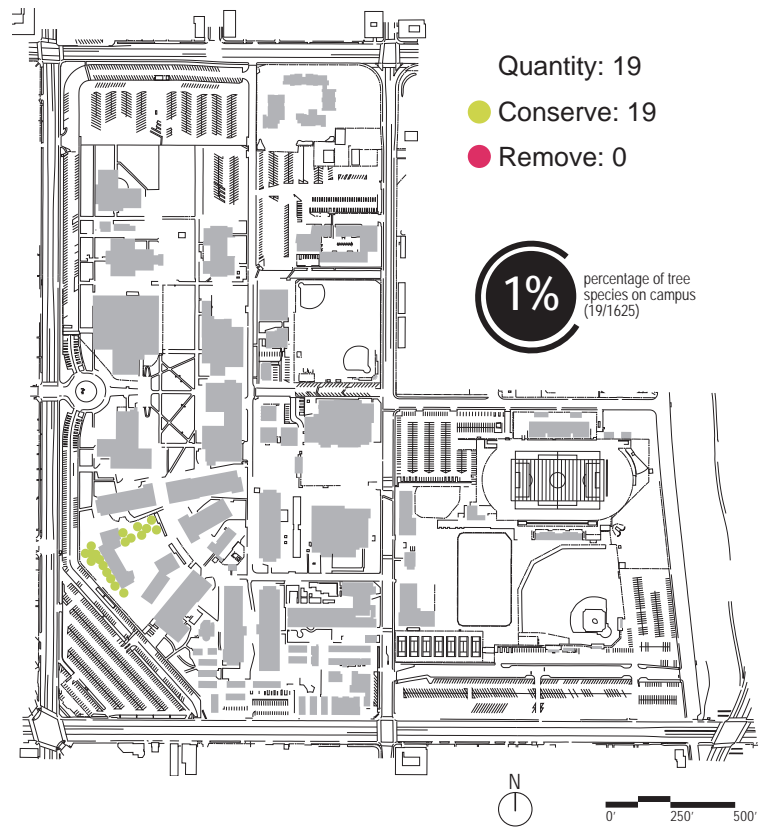 Quantity: 19
Conserve: 19
Remove: 0
1%
percentage of tree
species on campus
(19/1625)
N
0' 250' 500'